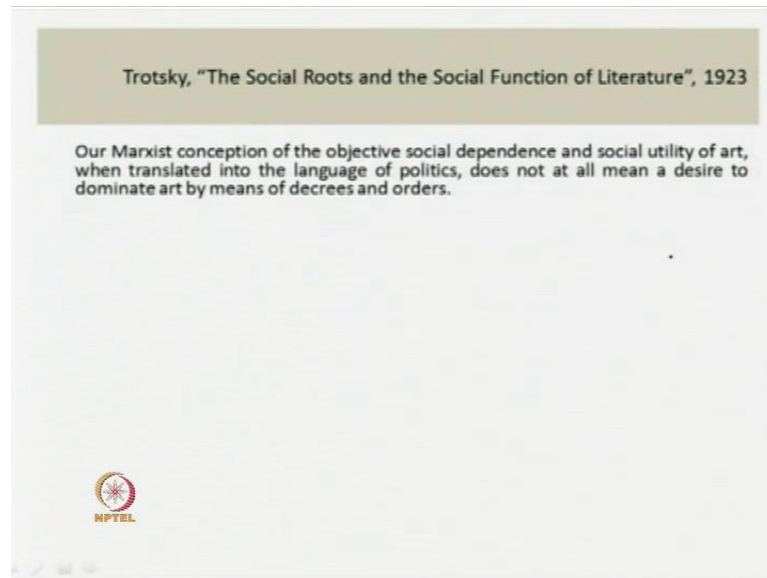 Trotsky, “The Social Roots and the Social Function of Literature”, 1923
Our Marxist conception of the objective social dependence and social utility of art,
when translated into the language of politics, does not at all mean a desire to
dominate art by means of decrees and orders.
NPTEL